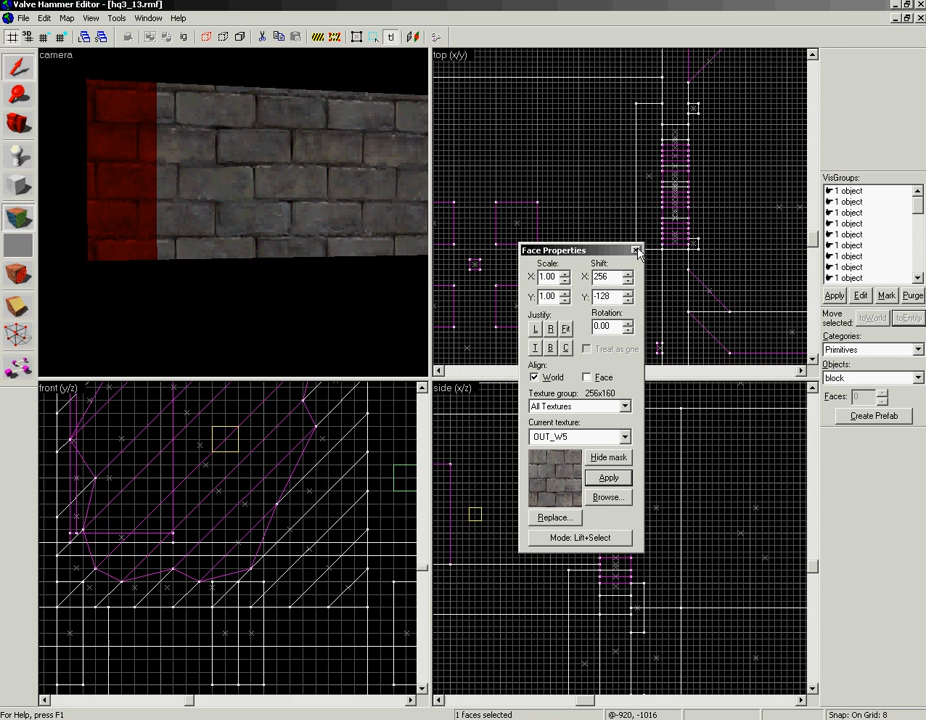 Valve Hammer Editor - [hq3_13.rmf]
File Edit Map View Tools Window Help
3D ig tl
camera
top (x/y)
front (y/z)
side (x/z)
Face Properties
Scale: Shift:
X: 1.00 X: 256
Y: 1.00 Y: -128
Justify: Rotation:
L R Fit 0.00
T B C Treat as one
Align:
World Face
Texture group: 256x160
All Textures
Current texture:
OUT_W5
Hide mask
Apply
Browse...
Replace...
Mode: Lift+Select
VisGroups:
1 object
1 object
1 object
1 object
1 object
1 object
1 object
1 object
1 object
Apply Edit Mark Purge
Move
selected: toWorld toEntity
Categories:
Primitives
Objects:
block
Faces: 0
Create Prefab
For Help, press F1 1 faces selected @-920, -1016 Snap: On Grid: 8